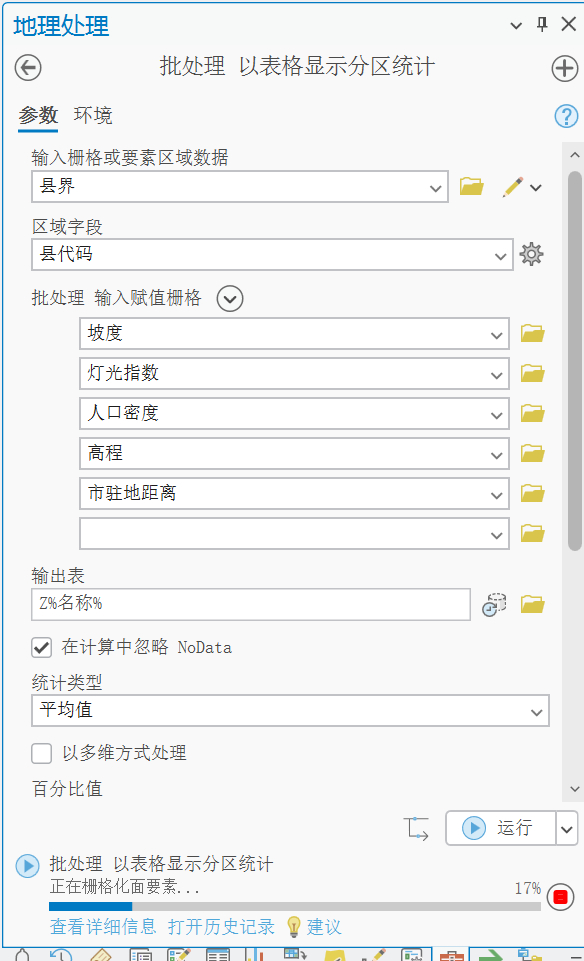 地理处理
批处理 以表格显示分区统计
参数 环境
输入栅格或要素区域数据
县界
区域字段
县代码
批处理 输入赋值栅格
坡度
灯光指数
人口密度
高程
市驻地距离
输出表
Z%名称%
在计算中忽略 NoData
统计类型
平均值
以多维方式处理
百分比值
运行
批处理 以表格显示分区统计
正在栅格化面要素... 17%
查看详细信息 打开历史记录 建议